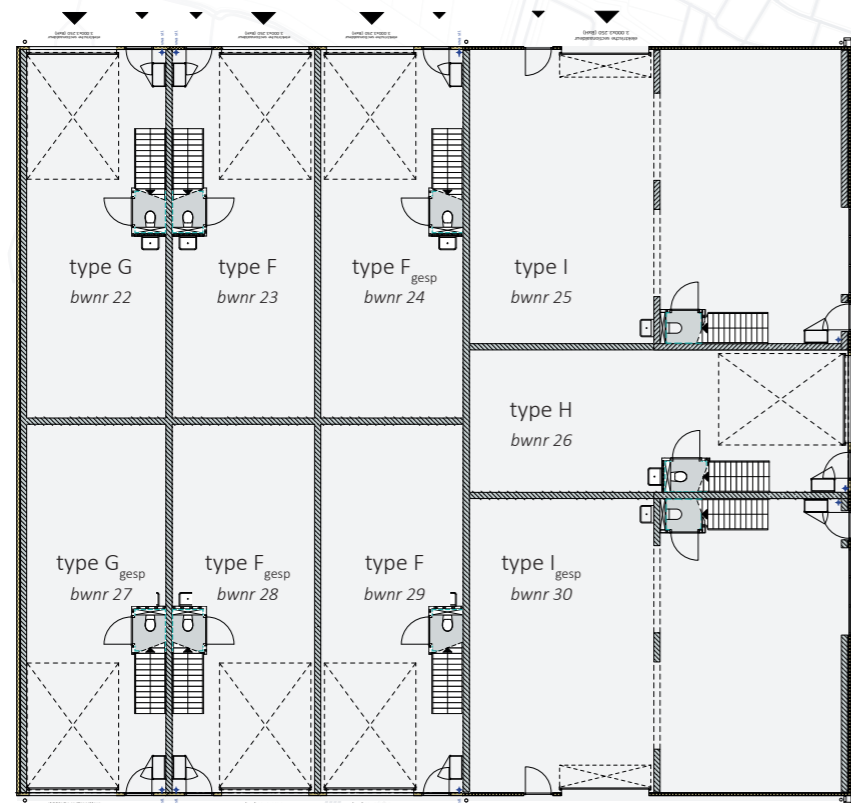 type G
bwnr 22
type F
bwnr 23
type F gesp
bwnr 24
type I
bwnr 25
type H
bwnr 26
type G gesp
bwnr 27
type F gesp
bwnr 28
type F
bwnr 29
type I gesp
bwnr 30